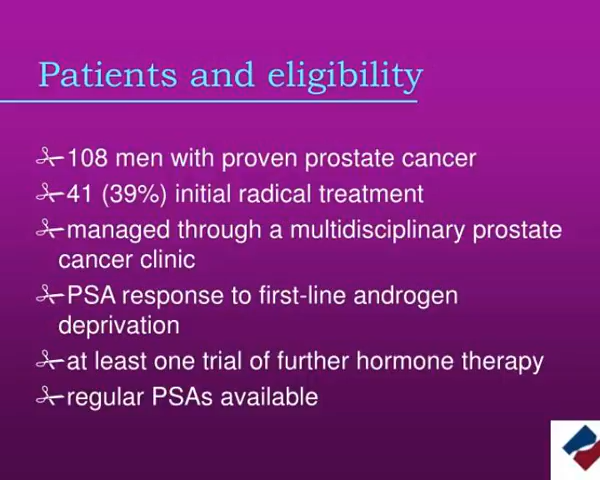 Patients and eligibility
108 men with proven prostate cancer
41 (39%) initial radical treatment
managed through a multidisciplinary prostate
cancer clinic
PSA response to first-line androgen
deprivation
at least one trial of further hormone therapy
regular PSAs available